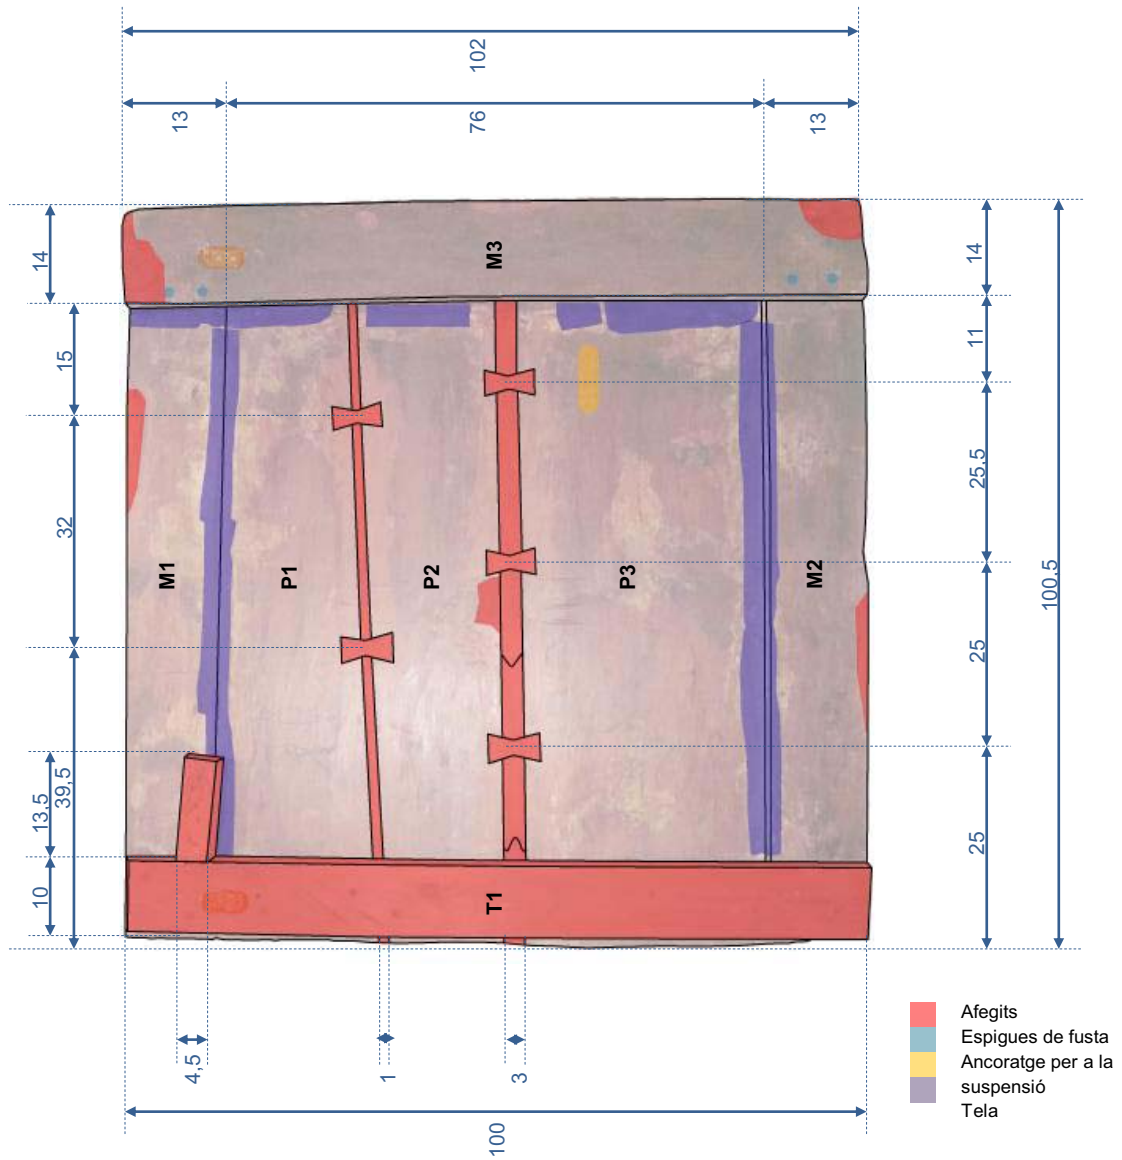 102
13
76
13
14
M3
14
15
11
32
25,5
M1
P1
P2
P3
M2
100,5
25
39,5
13,5
25
10
T1
4,5
1
3
100
Afegits
Espigues de fusta
Ancoratge per a la
suspensió
Tela